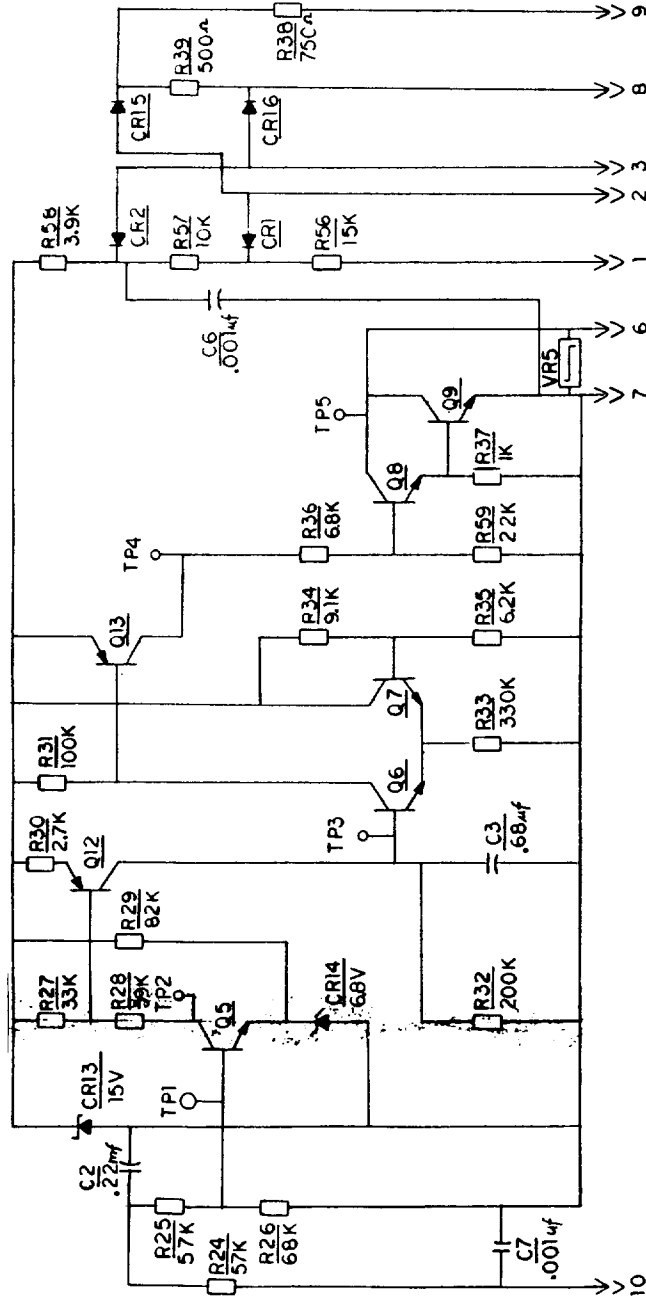 R58
3.9K
CR2
R57
10K
CR1
R56
15K
CR15
R39
500Ω
CR16
R38
750Ω
C6
.001uf
TP5
Q9
Q8
R37
1K
VR5
TP4
R36
6.8K
R59
2.2K
Q13
R34
9.1K
R35
6.2K
R31
100K
Q7
Q6
R33
330K
R30
2.7K
Q12
TP3
C3
.68uf
R29
82K
R27
33K
R28
TP2
Q5
CR14
6.8V
R32
200K
CR13
15V
TP1
C2
.22mf
R25
57K
R24
57K
R26
68K
C7
.001uf
10
7
6
1
2
3
8
9